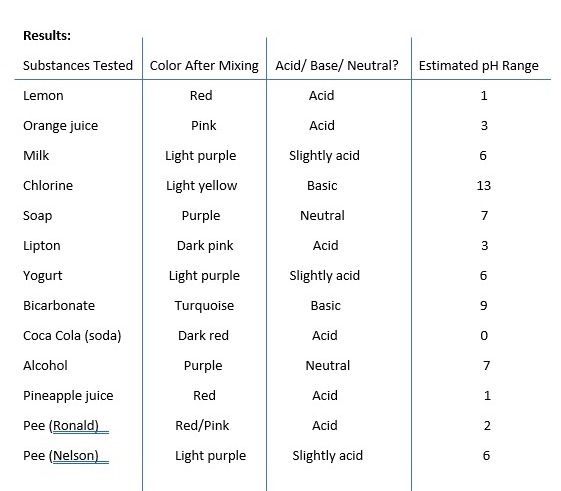 Results:
Substances Tested Color After Mixing Acid/ Base/ Neutral? Estimated pH Range
Lemon Red Acid 1
Orange juice Pink Acid 3
Milk Light purple Slightly acid 6
Chlorine Light yellow Basic 13
Soap Purple Neutral 7
Lipton Dark pink Acid 3
Yogurt Light purple Slightly acid 6
Bicarbonate Turquoise Basic 9
Coca Cola (soda) Dark red Acid 0
Alcohol Purple Neutral 7
Pineapple juice Red Acid 1
Pee (Ronald) Red/Pink Acid 2
Pee (Nelson) Light purple Slightly acid 6